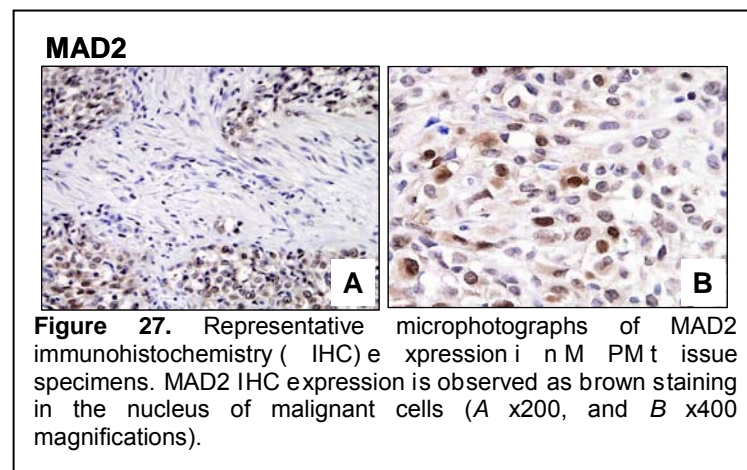 MAD2
A
B
Figure 27. Representative microphotographs of MAD2
immunohistochemistry ( IHC) e xpression i n M PM t issue
specimens. MAD2 IHC expression is observed as brown staining
in the nucleus of malignant cells (A x200, and B x400
magnifications).